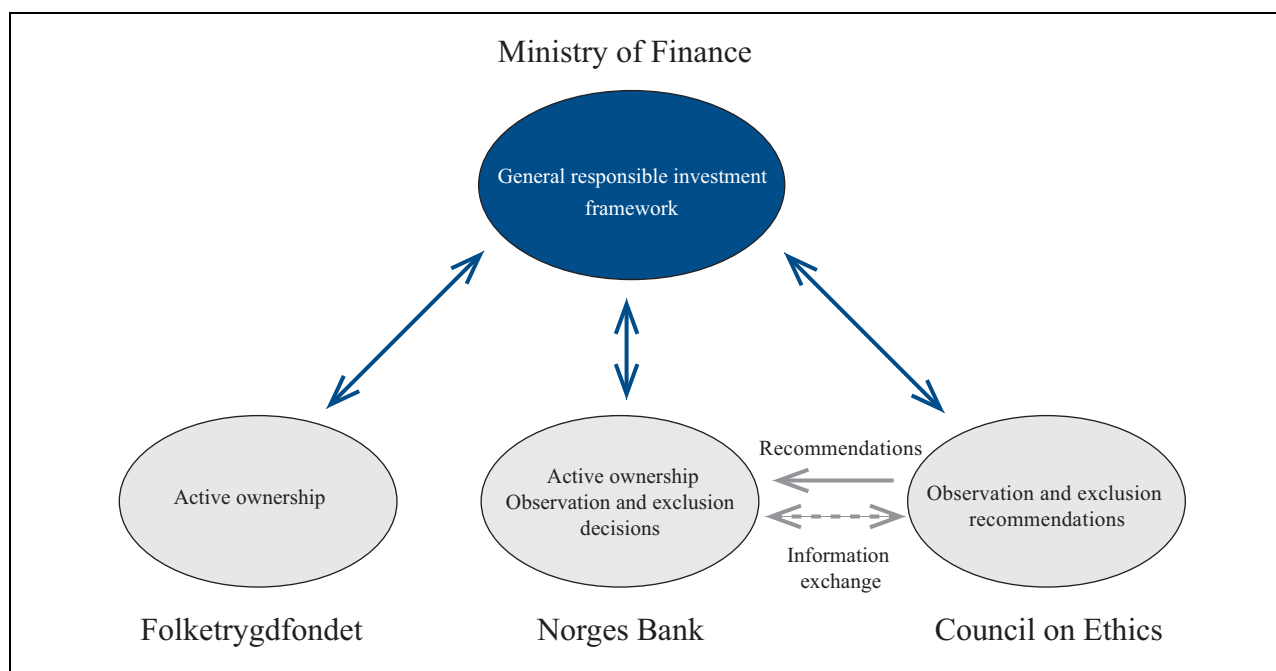 Ministry of Finance
General responsible investment
framework
Recommendations
Active ownership
Active ownership
Observation and exclusion
decisions
Observation and exclusion
recommendations
Information
exchange
Folketrygdfondet
Norges Bank
Council on Ethics